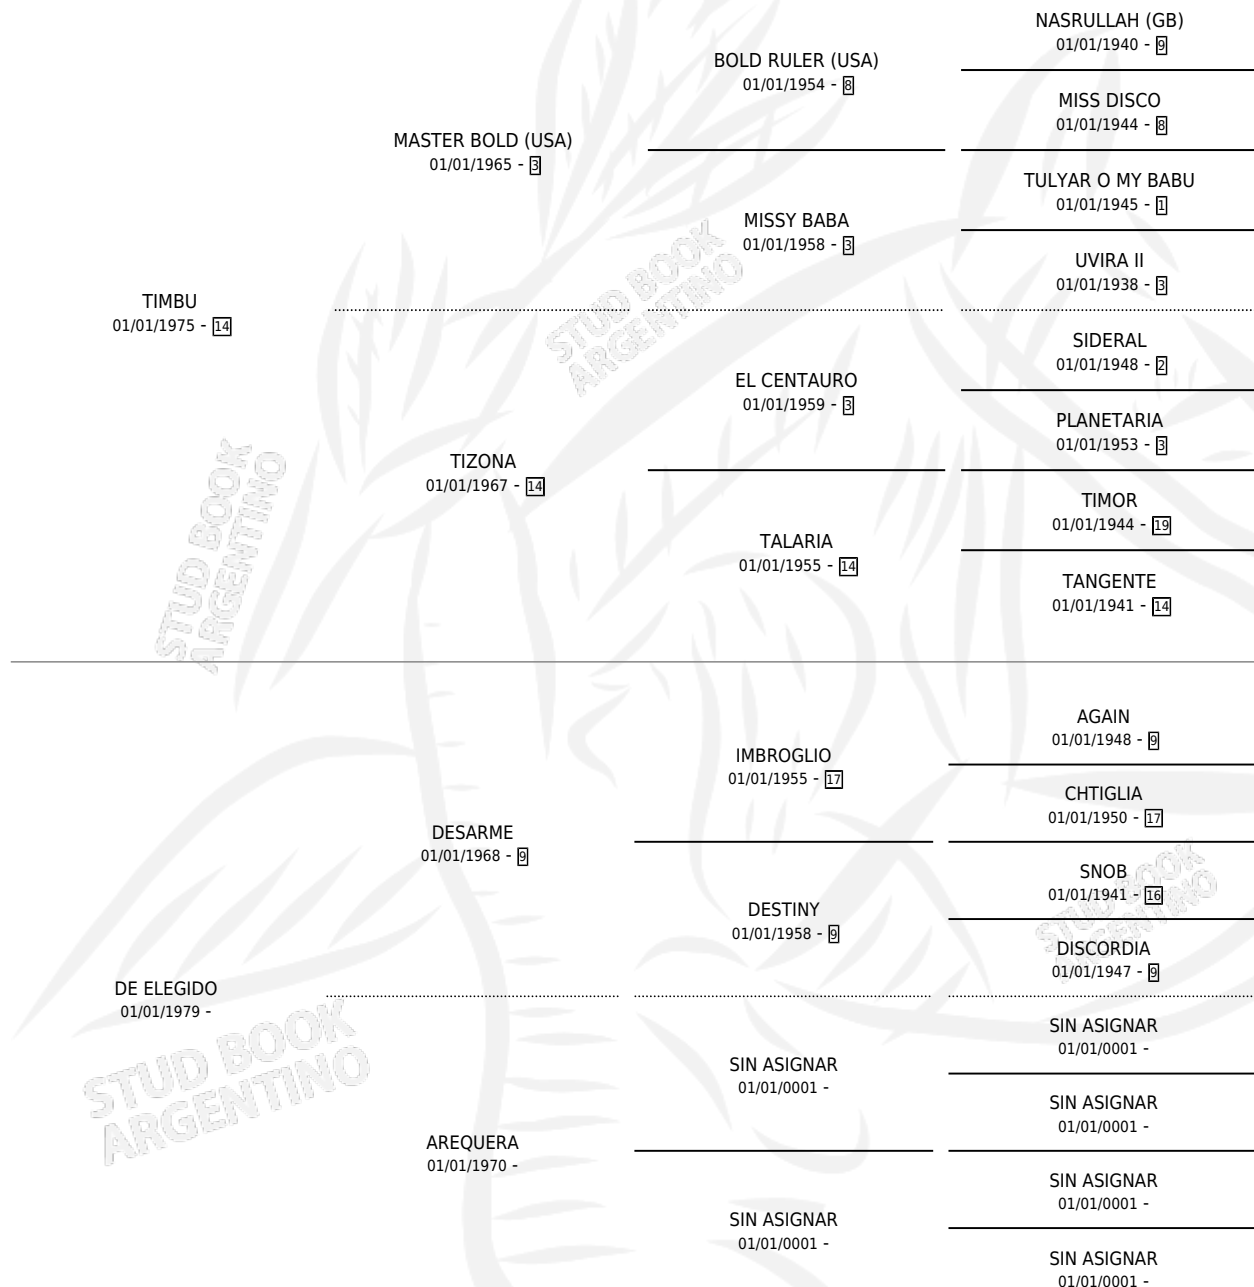 NASRULLAH (GB)
01/01/1940 - 9
BOLD RULER (USA)
01/01/1954 - 8
MISS DISCO
01/01/1944 - 8
MASTER BOLD (USA)
01/01/1965 - 3
TULYAR O MY BABU
01/01/1945 - 1
MISSY BABA
01/01/1958 - 3
UVIRA II
01/01/1938 - 3
TIMBU
01/01/1975 - 14
SIDERAL
01/01/1948 - 2
EL CENTAURO
01/01/1959 - 3
PLANETARIA
01/01/1953 - 3
TIZONA
01/01/1967 - 14
TIMOR
01/01/1944 - 19
TALARIA
01/01/1955 - 14
TANGENTE
01/01/1941 - 14
AGAIN
01/01/1948 - 9
IMBROGLIO
01/01/1955 - 17
CHTIGLIA
01/01/1950 - 17
DESARME
01/01/1968 - 9
SNOB
01/01/1941 - 16
DESTINY
01/01/1958 - 9
DISCORDIA
01/01/1947 - 9
DE ELEGIDO
01/01/1979 -
SIN ASIGNAR
01/01/0001 -
SIN ASIGNAR
01/01/0001 -
SIN ASIGNAR
01/01/0001 -
AREQUERA
01/01/1970 -
SIN ASIGNAR
01/01/0001 -
SIN ASIGNAR
01/01/0001 -
SIN ASIGNAR
01/01/0001 -
STUD BOOK
ARGENTINO
STUD BOOK
ARGENTINO
STUD BOOK
ARGENTINO
STUD BOOK
ARGENTINO